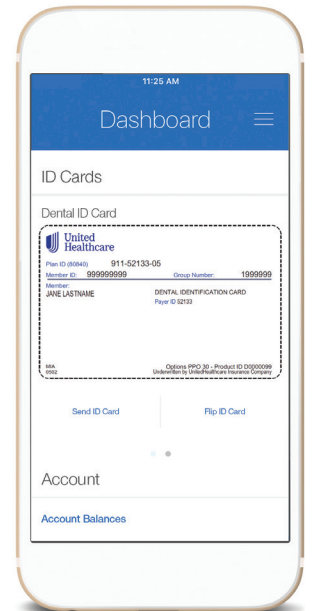 11:25 AM
Dashboard
ID Cards
Dental ID Card
United
Healthcare
Plan ID (80840) 911-52133-05
Member ID: 999999999 Group Number: 1999999
Member:
JANE LASTNAME DENTAL IDENTIFICATION CARD
Payer ID 52133
MIA Options PPO 30 - Product ID D0000099
0502 Underwritten by UnitedHealthcare Insurance Company
Send ID Card Flip ID Card
Account
Account Balances